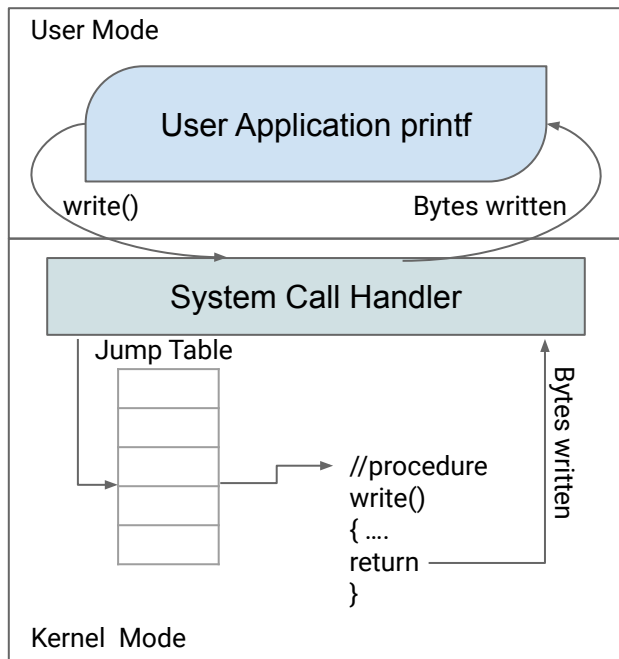 User Mode
User Application printf
write()
Bytes written
System Call Handler
Jump Table
Bytes written
//procedure
write()
{ ....
return
}
Kernel Mode